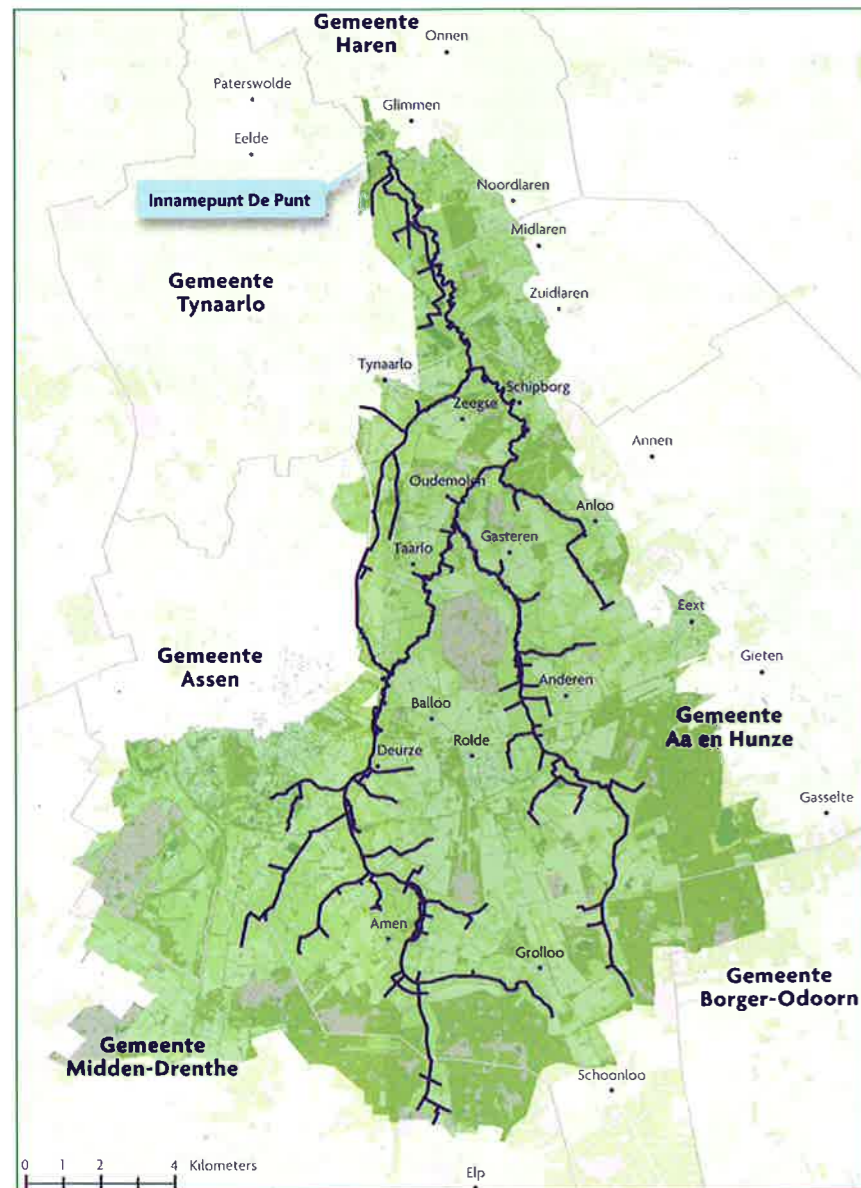 Gemeente
Haren
Onnen
Paterswolde
Glimmen
Eelde
Innamepunt De Punt
Noordlaren
Midlaren
Gemeente
Tynaarlo
Zuidlaren
Tynaarlo
Schipborg
Zeegse
Annen
Oudemolen
Anloo
Gasteren
Taarlo
Eext
Gemeente
Assen
Gieten
Anderen
Balloo
Gemeente
Aa en Hunze
Rolde
Deurze
Gasselte
Amen
Grolloo
Gemeente
Borger-Odoorn
Gemeente
Midden-Drenthe
Schoonloo
0 1 2 4 Kilometers
Elp